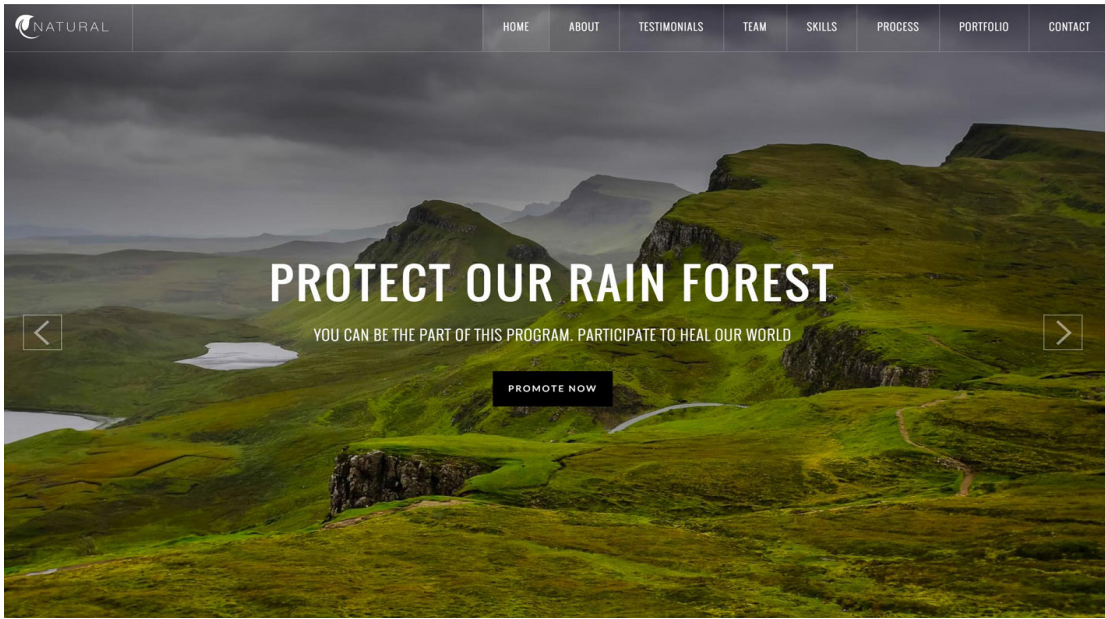 NATURAL
HOME ABOUT TESTIMONIALS TEAM SKILLS PROCESS PORTFOLIO CONTACT
PROTECT OUR RAIN FOREST
YOU CAN BE THE PART OF THIS PROGRAM. PARTICIPATE TO HEAL OUR WORLD
PROMOTE NOW